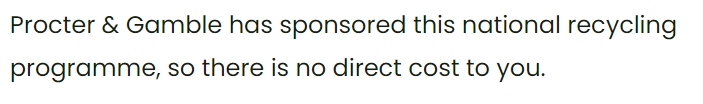 Procter & Gamble has sponsored this national recycling
programme, so there is no direct cost to you.